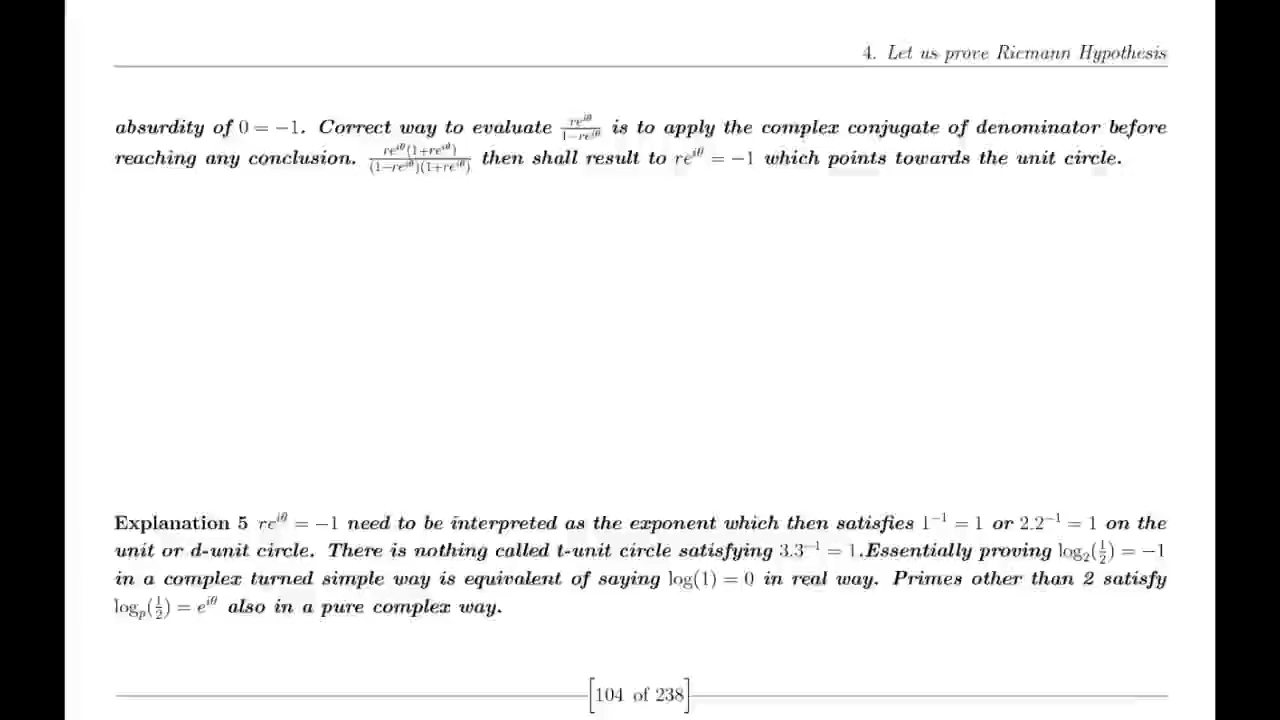 4. Let us prove Riemann Hypothesis
absurdity of 0 = −1. Correct way to evaluate re^{iθ}/(1−re^{iθ}) is to apply the complex conjugate of denominator before
reaching any conclusion. re^{iθ}(1+re^{iθ})/((1−re^{iθ})(1+re^{iθ})) then shall result to re^{iθ} = −1 which points towards the unit circle.
Explanation 5 re^{iθ} = −1 need to be interpreted as the exponent which then satisfies 1^{−1} = 1 or 2.2^{−1} = 1 on the
unit or d-unit circle. There is nothing called t-unit circle satisfying 3.3^{−1} = 1.Essentially proving log₂(1/2) = −1
in a complex turned simple way is equivalent of saying log(1) = 0 in real way. Primes other than 2 satisfy
log_p(1/2) = e^{iθ} also in a pure complex way.
[104 of 238]